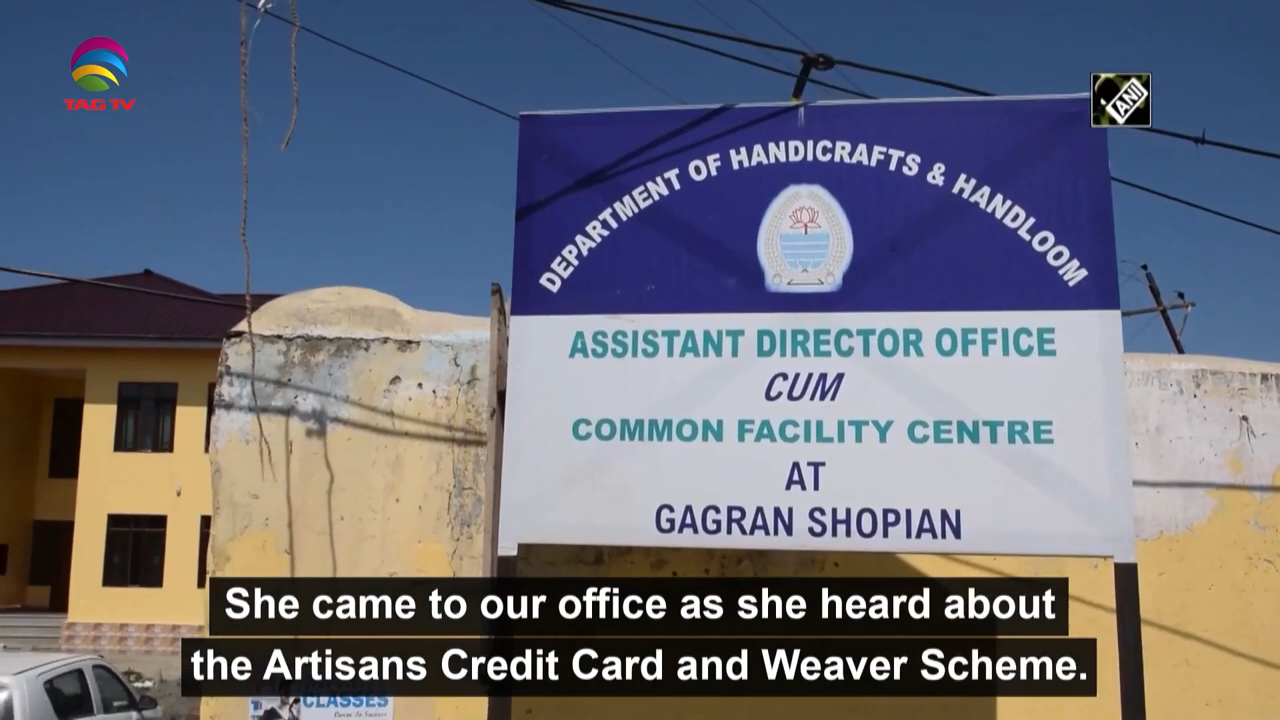 TAG TV
ANI
DEPARTMENT OF HANDICRAFTS & HANDLOOM
ASSISTANT DIRECTOR OFFICE
CUM
COMMON FACILITY CENTRE
AT
GAGRAN SHOPIAN
She came to our office as she heard about
the Artisans Credit Card and Weaver Scheme.
CLASSES